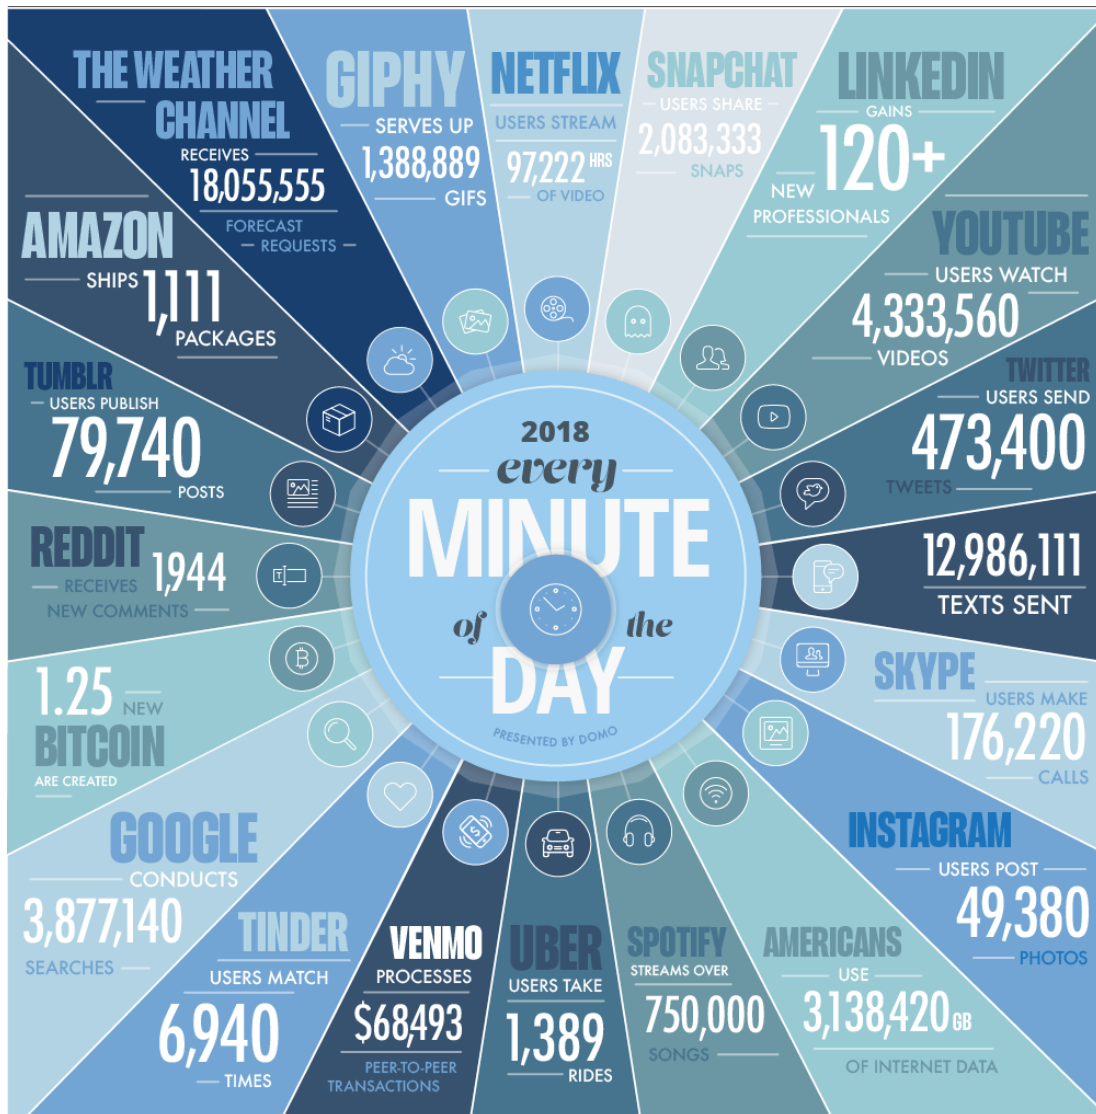 2018
every
MINUTE
of the
DAY
PRESENTED BY DOMO
THE WEATHER
CHANNEL
RECEIVES
18,055,555
FORECAST
REQUESTS
GIPHY
SERVES UP
1,388,889
GIFS
NETFLIX
USERS STREAM
97,222 HRS
OF VIDEO
SNAPCHAT
USERS SHARE
2,083,333
SNAPS
LINKEDIN
GAINS
120+
NEW
PROFESSIONALS
YOUTUBE
USERS WATCH
4,333,560
VIDEOS
TWITTER
USERS SEND
473,400
TWEETS
12,986,111
TEXTS SENT
SKYPE
USERS MAKE
176,220
CALLS
INSTAGRAM
USERS POST
49,380
PHOTOS
AMERICANS
USE
3,138,420 GB
OF INTERNET DATA
SPOTIFY
STREAMS OVER
750,000
SONGS
UBER
USERS TAKE
1,389
RIDES
VENMO
PROCESSES
$68,493
PEER-TO-PEER
TRANSACTIONS
TINDER
USERS MATCH
6,940
TIMES
GOOGLE
CONDUCTS
3,877,140
SEARCHES
1.25 NEW
BITCOIN
ARE CREATED
REDDIT
RECEIVES 1,944
NEW COMMENTS
TUMBLR
USERS PUBLISH
79,740
POSTS
AMAZON
SHIPS 1,111
PACKAGES
T
$